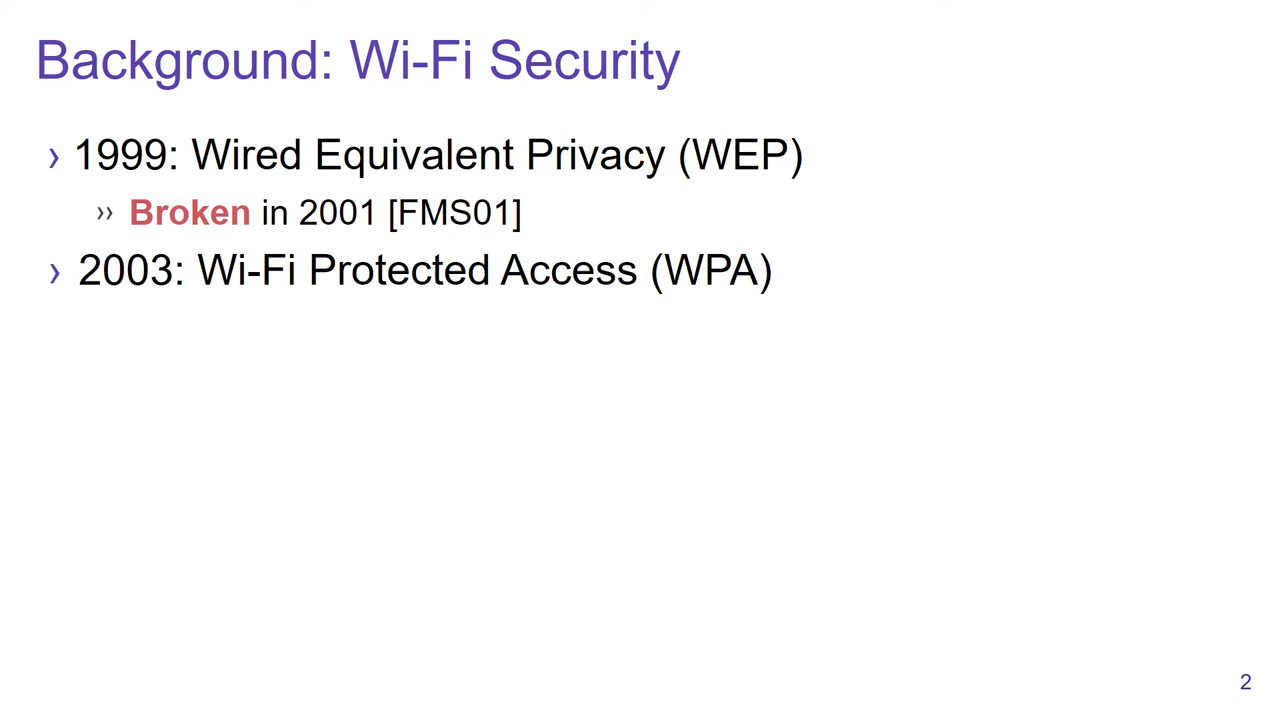 Background: Wi-Fi Security
› 1999: Wired Equivalent Privacy (WEP)
›› Broken in 2001 [FMS01]
› 2003: Wi-Fi Protected Access (WPA)
2